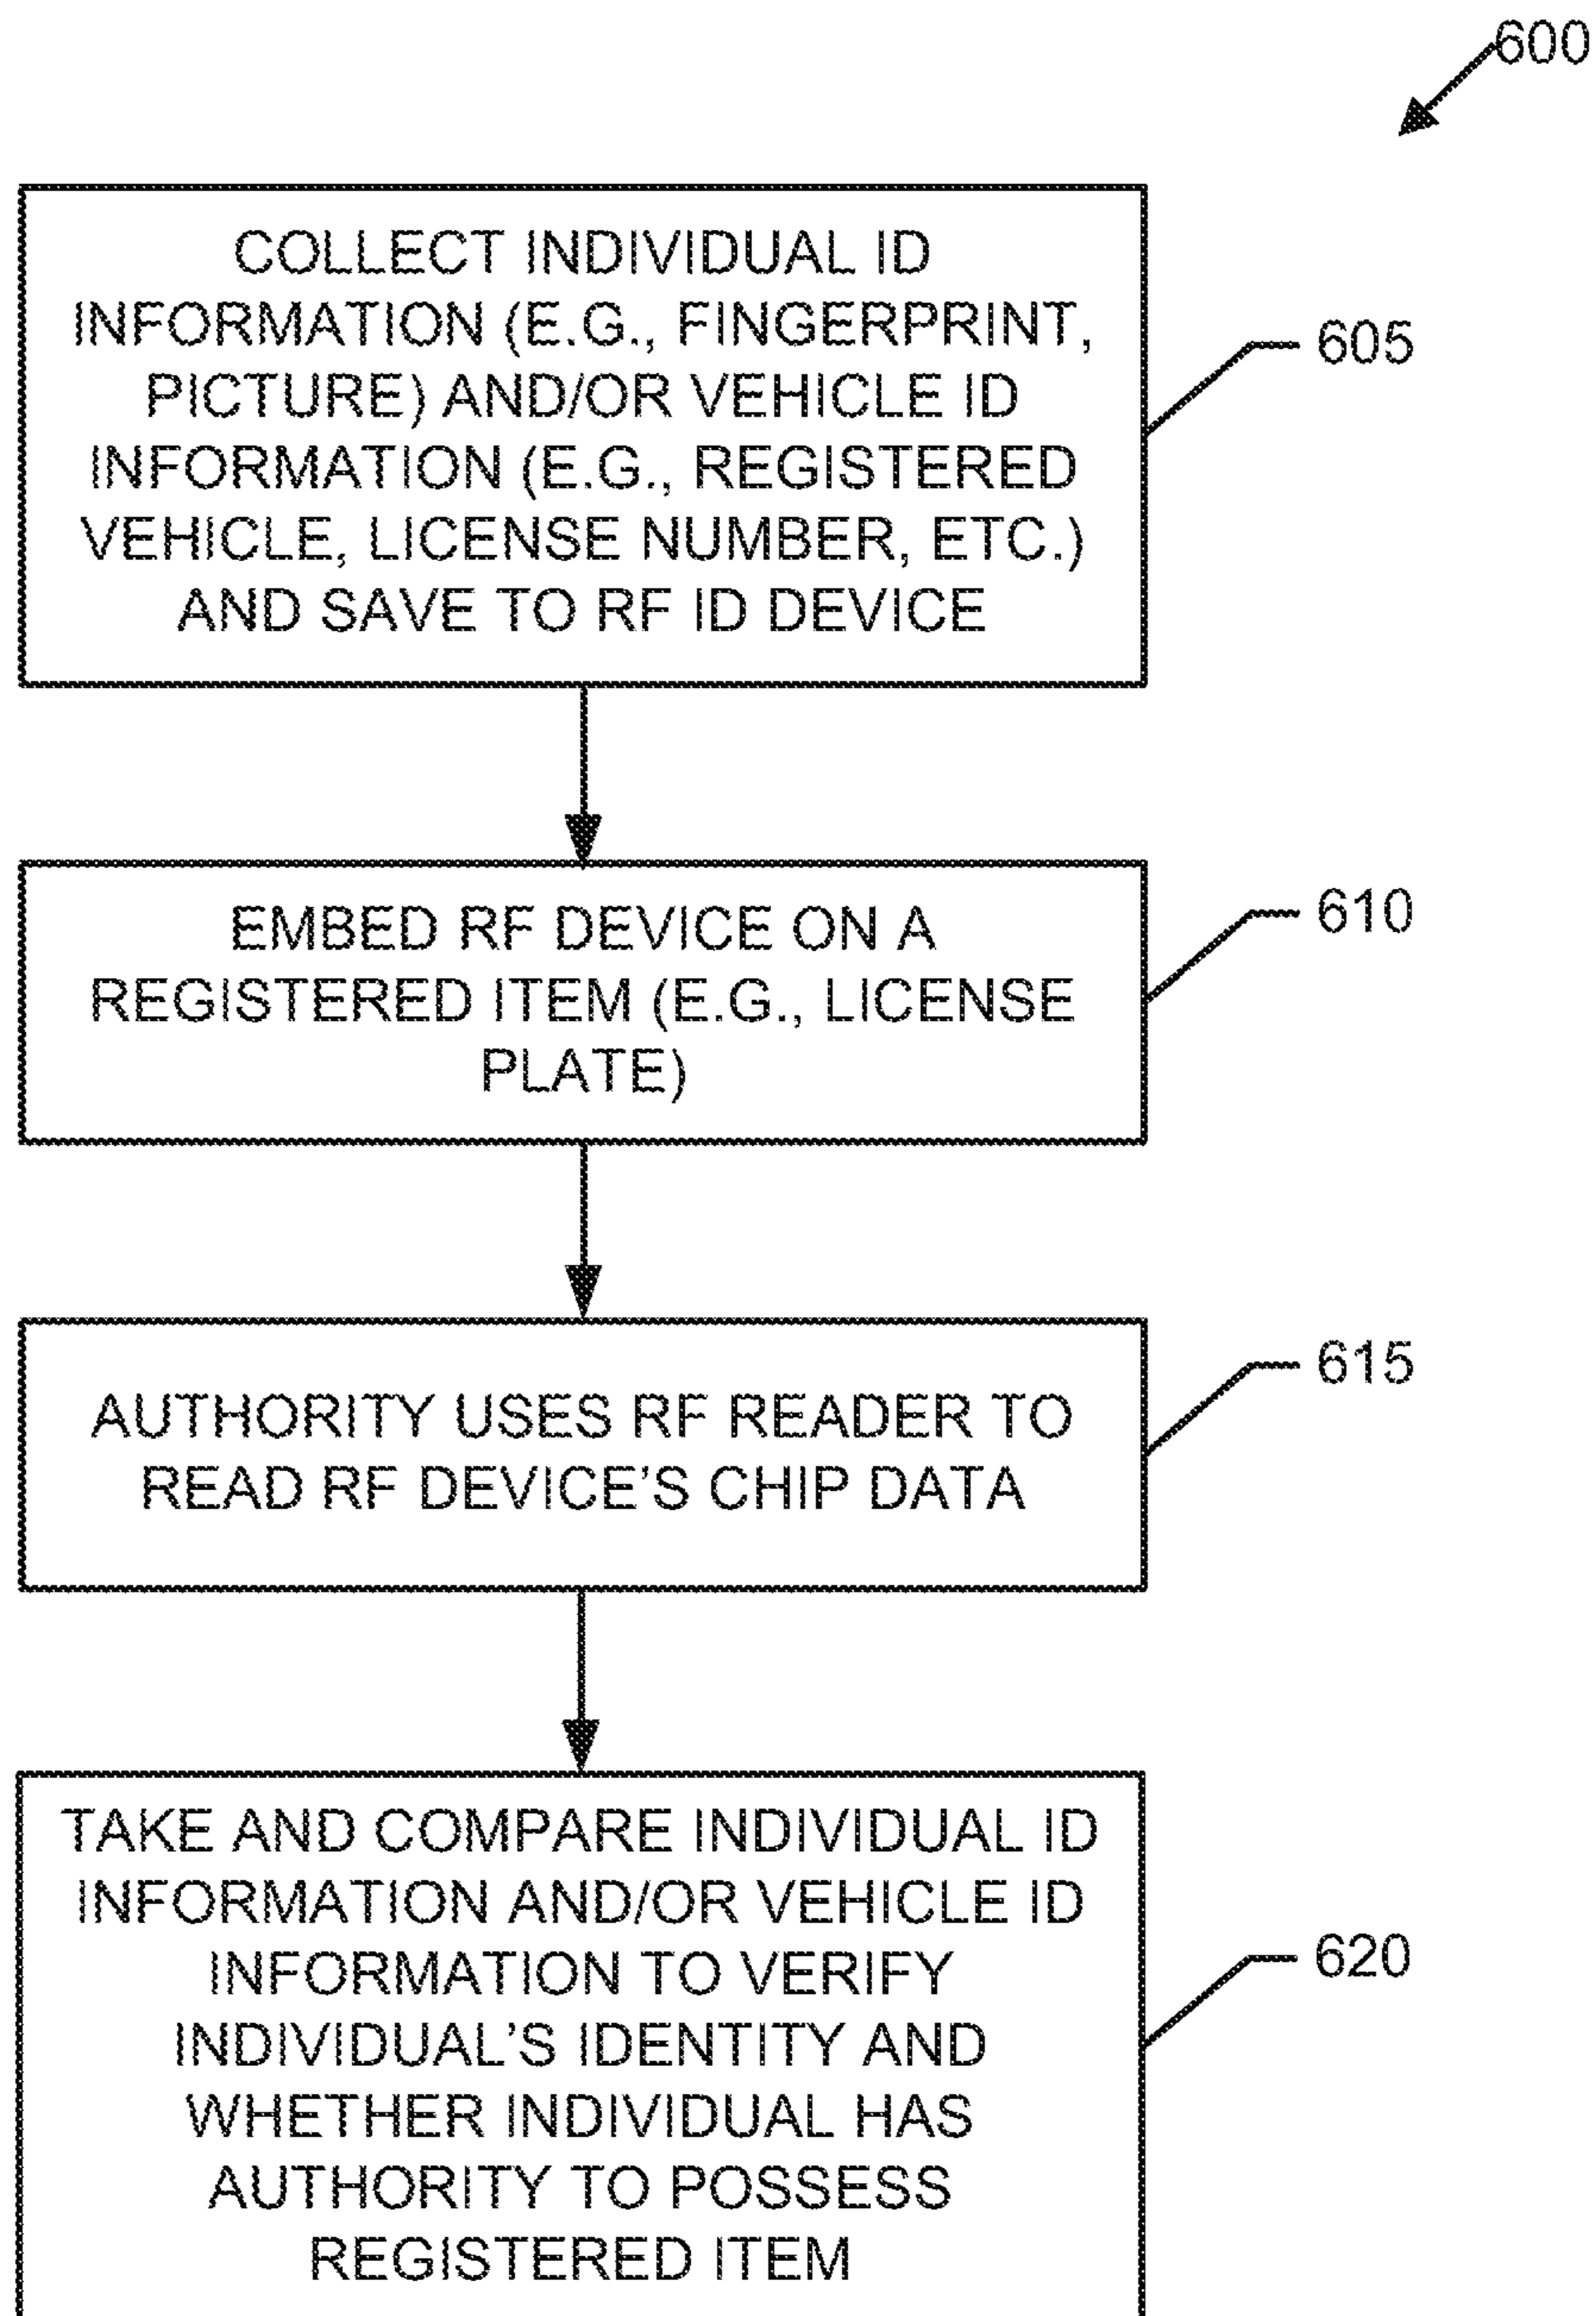 600
COLLECT INDIVIDUAL ID
INFORMATION (E.G., FINGERPRINT,
PICTURE) AND/OR VEHICLE ID
INFORMATION (E.G., REGISTERED
VEHICLE, LICENSE NUMBER, ETC.)
AND SAVE TO RF ID DEVICE
605
EMBED RF DEVICE ON A
REGISTERED ITEM (E.G., LICENSE
PLATE)
610
AUTHORITY USES RF READER TO
READ RF DEVICE'S CHIP DATA
615
TAKE AND COMPARE INDIVIDUAL ID
INFORMATION AND/OR VEHICLE ID
INFORMATION TO VERIFY
INDIVIDUAL'S IDENTITY AND
WHETHER INDIVIDUAL HAS
AUTHORITY TO POSSESS
REGISTERED ITEM
620